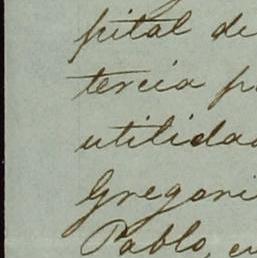 pital de
tercia p
utilidad
Gregori
Pablo, en